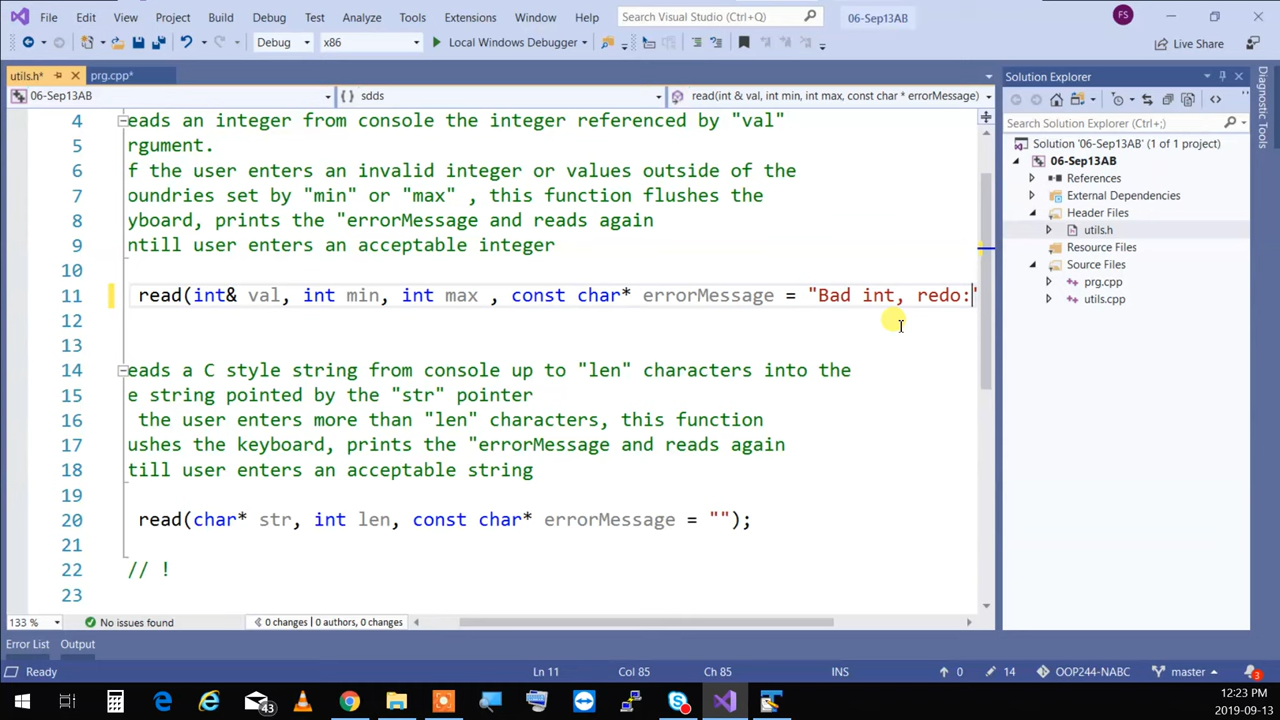 File Edit View Project Build Debug Test Analyze Tools Extensions Window Help Search Visual Studio (Ctrl+Q) 06-Sep13AB FS
Debug x86 Local Windows Debugger Live Share
utils.h* prg.cpp*
06-Sep13AB {} sdds read(int & val, int min, int max, const char * errorMessage)
4 eads an integer from console the integer referenced by "val"
5 rgument.
6 f the user enters an invalid integer or values outside of the
7 oundries set by "min" or "max" , this function flushes the
8 yboard, prints the "errorMessage and reads again
9 ntill user enters an acceptable integer
10
11 read(int& val, int min, int max , const char* errorMessage = "Bad int, redo:"
12
13
14 eads a C style string from console up to "len" characters into the
15 e string pointed by the "str" pointer
16 the user enters more than "len" characters, this function
17 ushes the keyboard, prints the "errorMessage and reads again
18 till user enters an acceptable string
19
20 read(char* str, int len, const char* errorMessage = "");
21
22 // !
23
133 % No issues found 0 changes | 0 authors, 0 changes
Solution Explorer
Search Solution Explorer (Ctrl+;)
Solution '06-Sep13AB' (1 of 1 project)
06-Sep13AB
References
External Dependencies
Header Files
utils.h
Resource Files
Source Files
prg.cpp
utils.cpp
Diagnostic Tools
Error List Output
Ready Ln 11 Col 85 Ch 85 INS 0 14 OOP244-NABC master 3
43
12:23 PM
2019-09-13